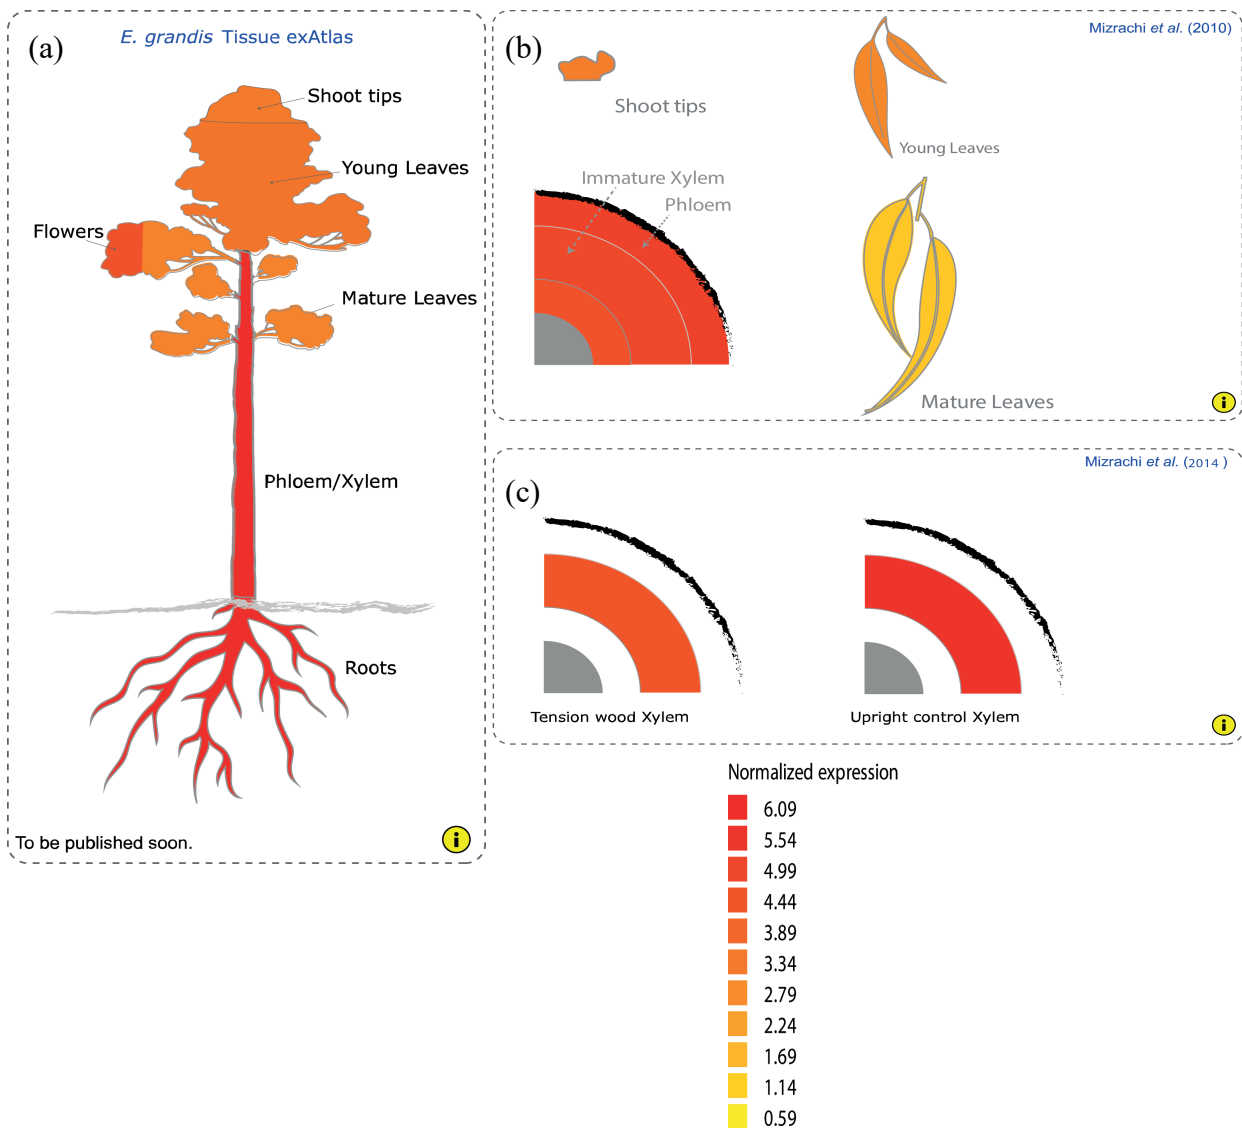 (a)
E. grandis Tissue exAtlas
Shoot tips
Young Leaves
Flowers
Mature Leaves
Phloem/Xylem
Roots
To be published soon.
i
(b)
Mizrachi et al. (2010)
Shoot tips
Young Leaves
Immature Xylem
Phloem
Mature Leaves
i
(c)
Mizrachi et al. (2014 )
Tension wood Xylem
Upright control Xylem
i
Normalized expression
6.09
5.54
4.99
4.44
3.89
3.34
2.79
2.24
1.69
1.14
0.59